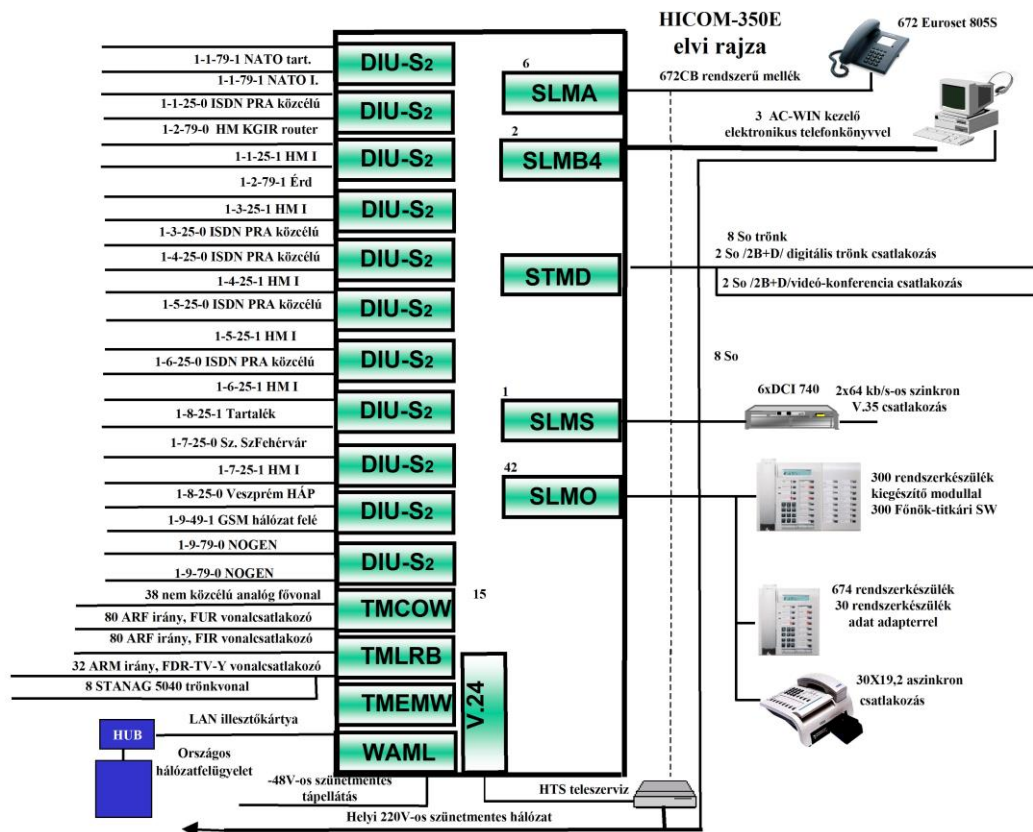 HICOM-350E
elvi rajza
1-1-79-1 NATO tart.
1-1-79-1 NATO I.
1-1-25-0 ISDN PRA közcélú
1-2-79-0 HM KGIR router
1-1-25-1 HM I
1-2-79-1 Érd
1-3-25-1 HM I
1-3-25-0 ISDN PRA közcélú
1-4-25-0 ISDN PRA közcélú
1-4-25-1 HM I
1-5-25-0 ISDN PRA közcélú
1-5-25-1 HM I
1-6-25-0 ISDN PRA közcélú
1-6-25-1 HM I
1-8-25-1 Tartalék
1-7-25-0 Sz. SzFehérvár
1-7-25-1 HM I
1-8-25-0 Veszprém HÁP
1-9-49-1 GSM hálózat felé
1-9-79-0 NOGEN
1-9-79-0 NOGEN
38 nem közcélú analóg fővonal
80 ARF irány, FUR vonalcsatlakozó
80 ARF irány, FIR vonalcsatlakozó
32 ARM irány, FDR-TV-Y vonalcsatlakozó
8 STANAG 5040 trönkvonal
LAN illesztőkártya
HUB
Országos
hálózatfelügyelet
-48V-os szünetmentes
tápellátás
Helyi 220V-os szünetmentes hálózat
DIU-S2
DIU-S2
DIU-S2
DIU-S2
DIU-S2
DIU-S2
DIU-S2
DIU-S2
DIU-S2
DIU-S2
DIU-S2
TMCOW
TMLRB
TMEMW
WAML
15
V.24
6
SLMA
2
SLMB4
STMD
1
SLMS
42
SLMO
672 Euroset 805S
672CB rendszerű mellék
3 AC-WIN kezelő
elektronikus telefonkönyvvel
8 So trönk
2 So /2B+D/ digitális trönk csatlakozás
2 So /2B+D/videó-konferencia csatlakozás
8 So
6xDCI 740
2x64 kb/s-os szinkron
V.35 csatlakozás
300 rendszerkészülék
kiegészítő modullal
300 Főnök-titkári SW
674 rendszerkészülék
30 rendszerkészülék
adat adapterrel
30X19,2 aszinkron
csatlakozás
HTS teleszerviz